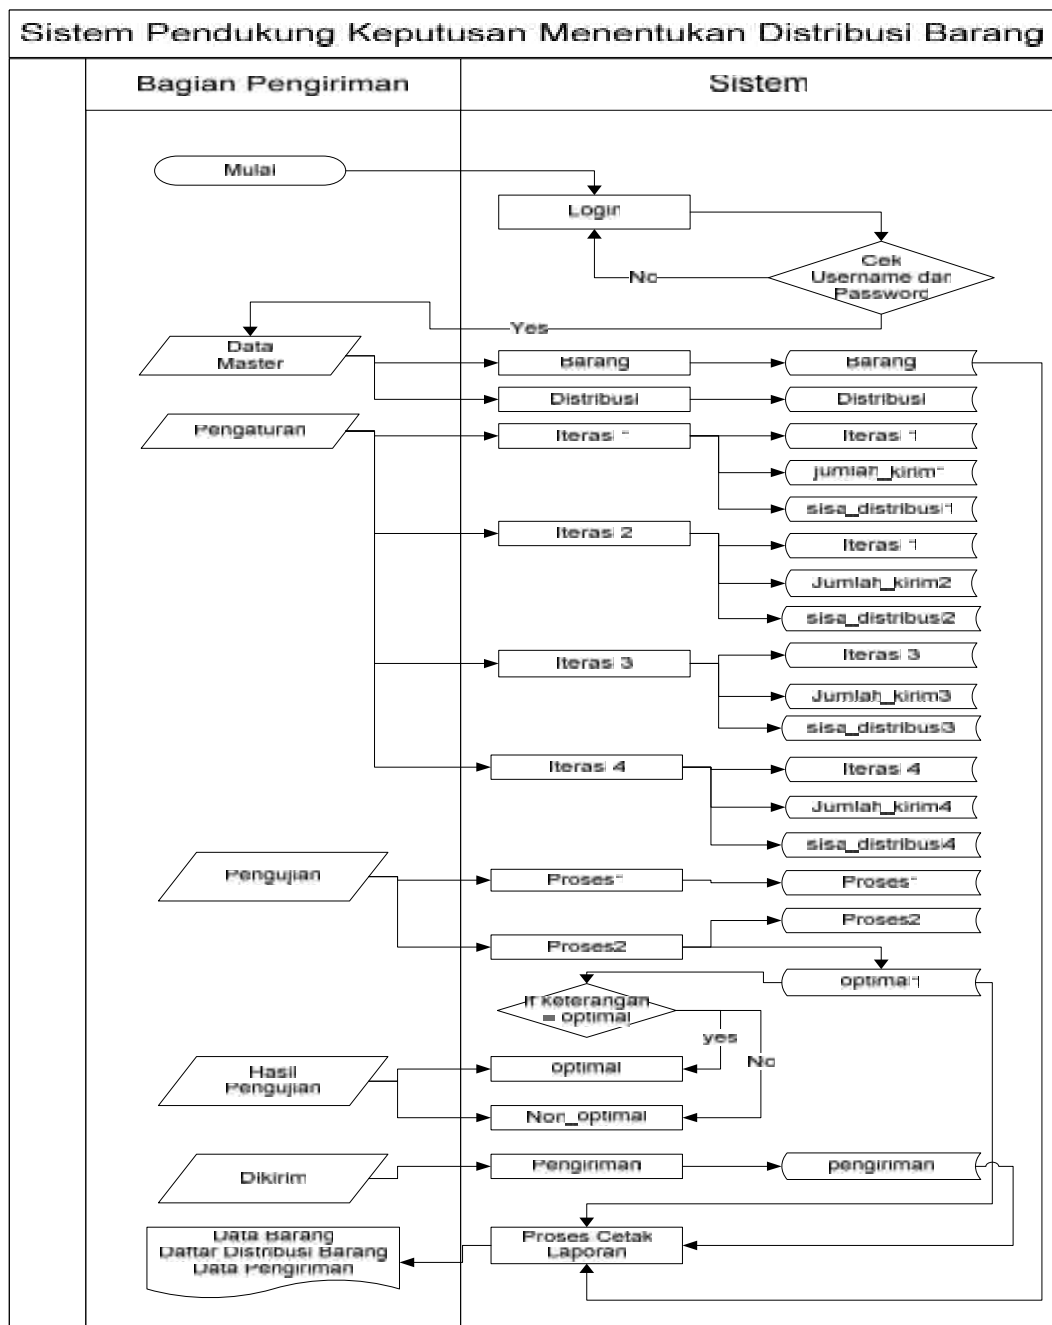 Sistem Pendukung Keputusan Menentukan Distribusi Barang
Bagian Pengiriman
Sistem
Mulai
Login
Cek
Username dan
Password
No
Yes
Data
Master
Barang
Barang
Distribusi
Distribusi
Pengaturan
Iterasi 1
Iterasi 1
jumlah_kirim1
sisa_distribusi1
Iterasi 2
Iterasi 1
Jumlah_kirim2
sisa_distribusi2
Iterasi 3
Iterasi 3
Jumlah_kirim3
sisa_distribusi3
Iterasi 4
Iterasi 4
Jumlah_kirim4
sisa_distribusi4
Pengujian
Proses1
Proses1
Proses2
Proses2
optimal1
If keterangan
= optimal
yes
No
Hasil
Pengujian
optimal
Non_optimal
Dikirim
Pengiriman
pengiriman
Data Barang
Daftar Distribusi Barang
Data Pengiriman
Proses Cetak
Laporan